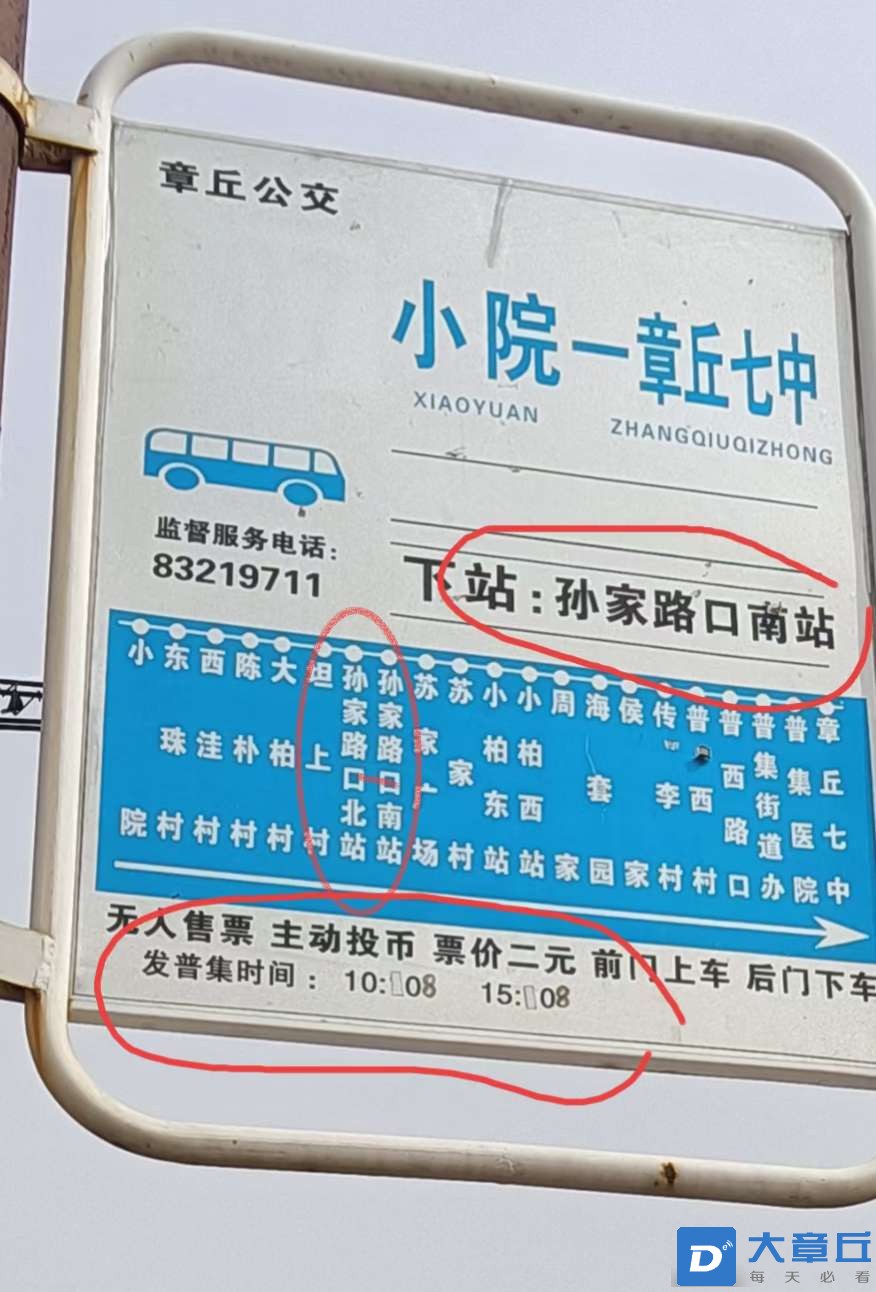 章丘公交
小院—章丘七中
XIAOYUAN ZHANGQIUQIZHONG
监督服务电话:
83219711
下站:孙家路口南站
小院
东珠村
西洼村
陈朴村
大柏村
坦上村
孙家路口北站
孙家路口南站
苏家广场
苏家村
小柏东站
小柏西站
周家
海套园
侯家
传李村
普西村
普西路口
普集街道办
普集医院
章丘七中
无人售票 主动投币 票价二元 前门上车 后门下车
发普集时间: 10:08 15:08
大章丘
每天必看